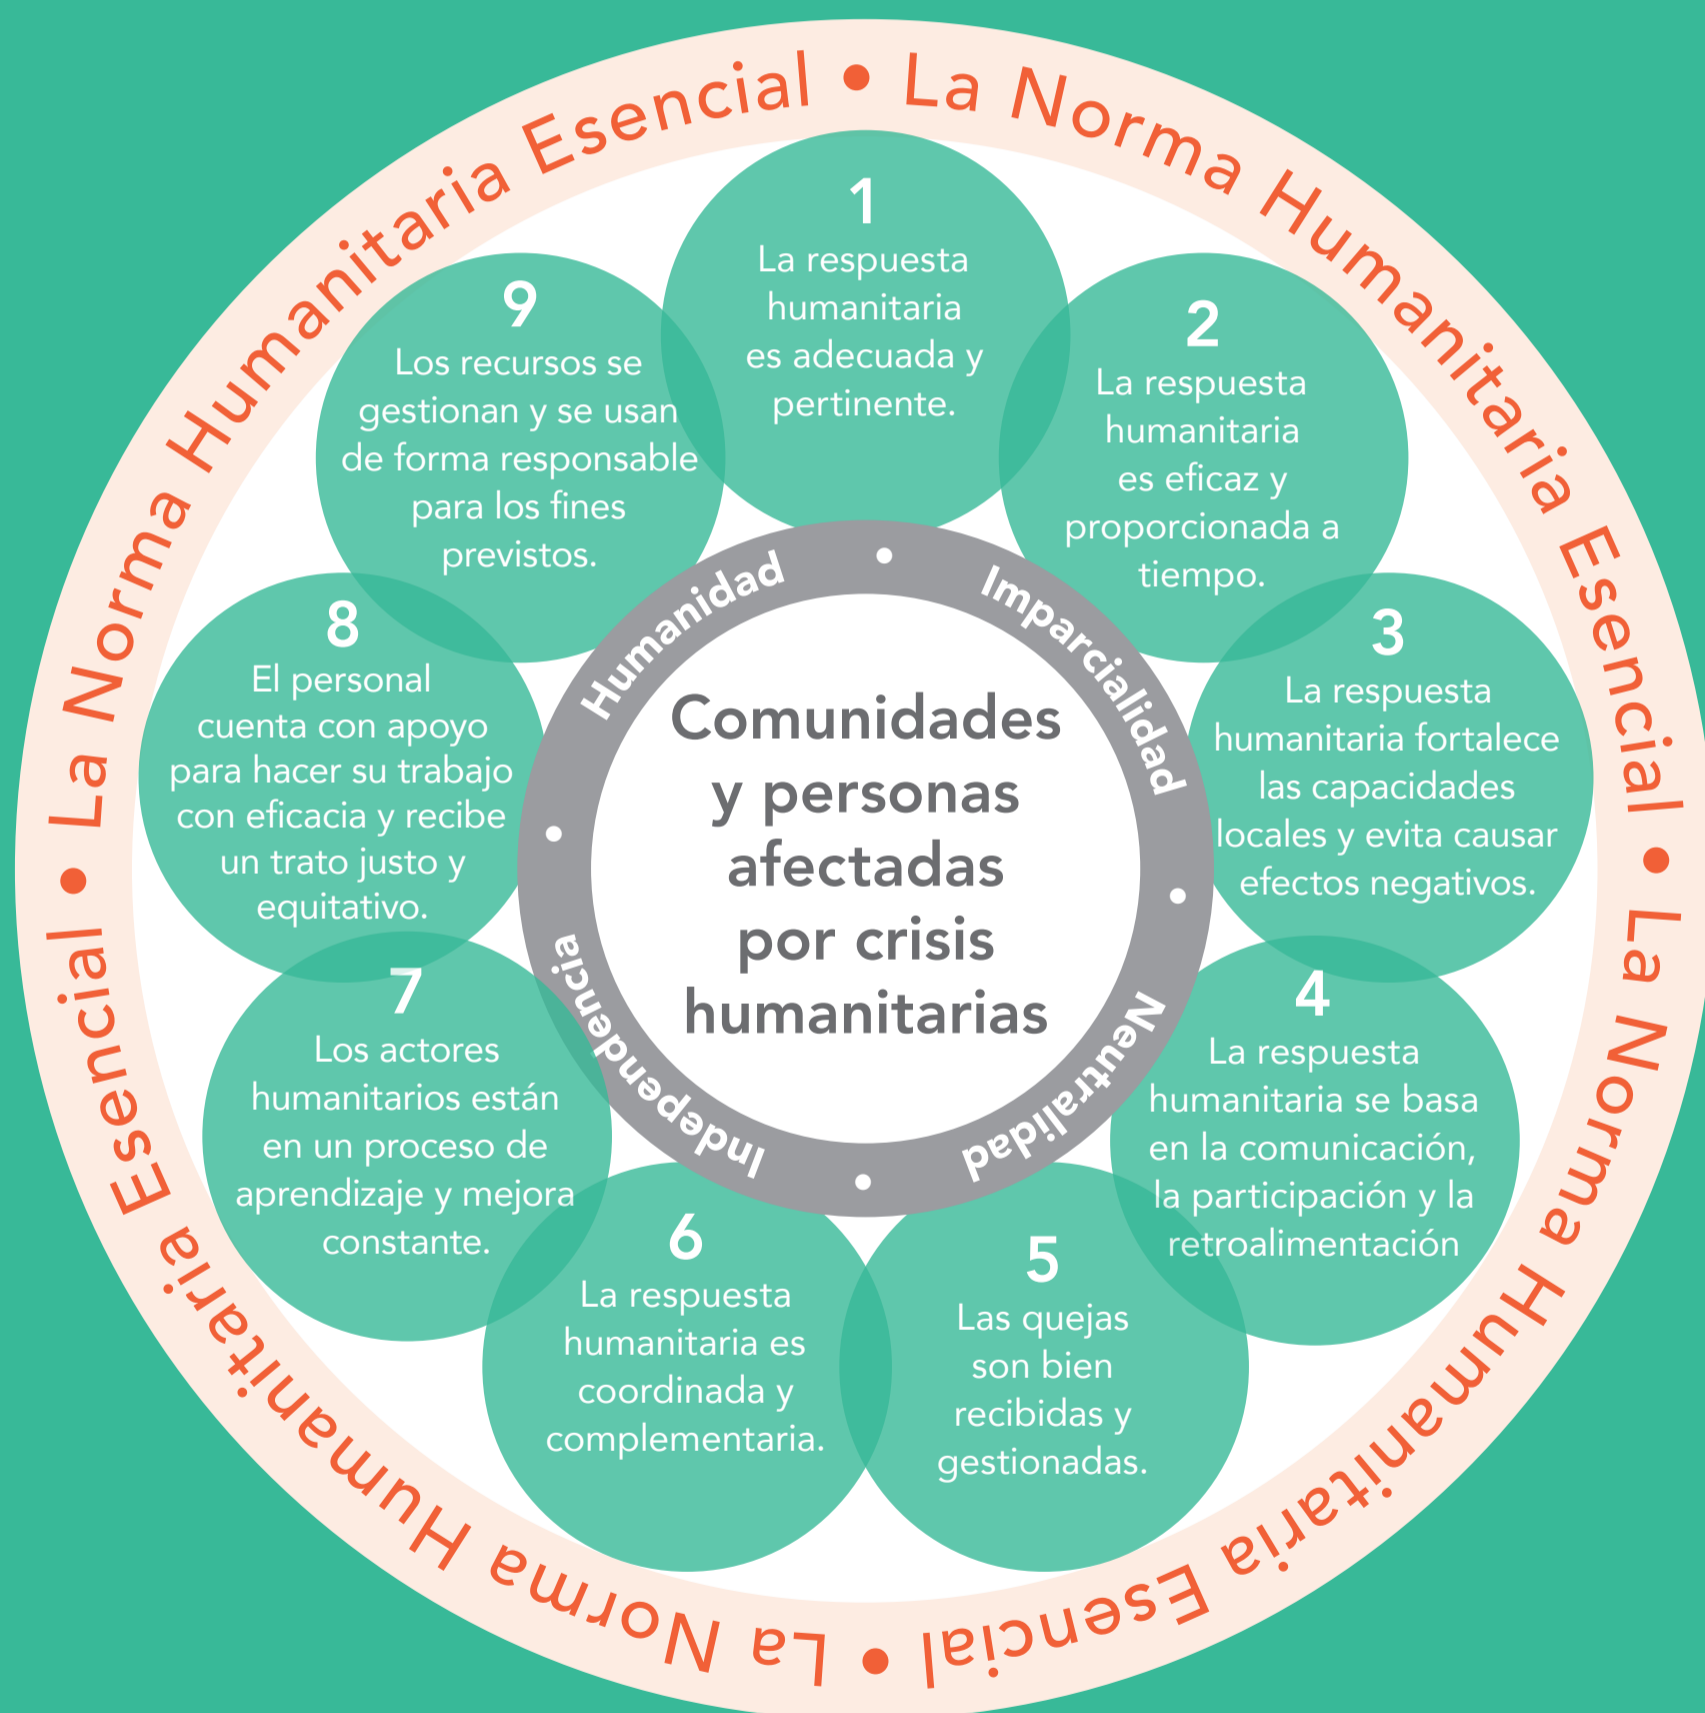 La Norma Humanitaria Esencial • La Norma Humanitaria Esencial • La Norma Humanitaria Esencial • La Norma Humanitaria Esencial •
1
La respuesta
humanitaria
es adecuada y
pertinente.
2
La respuesta
humanitaria
es eficaz y
proporcionada a
tiempo.
3
La respuesta
humanitaria fortalece
las capacidades
locales y evita causar
efectos negativos.
4
La respuesta
humanitaria se basa
en la comunicación,
la participación y la
retroalimentación
5
Las quejas
son bien
recibidas y
gestionadas.
6
La respuesta
humanitaria es
coordinada y
complementaria.
7
Los actores
humanitarios están
en un proceso de
aprendizaje y mejora
constante.
8
El personal
cuenta con apoyo
para hacer su trabajo
con eficacia y recibe
un trato justo y
equitativo.
9
Los recursos se
gestionan y se usan
de forma responsable
para los fines
previstos.
Humanidad • Imparcialidad • Neutralidad • Independencia •
Comunidades
y personas
afectadas
por crisis
humanitarias